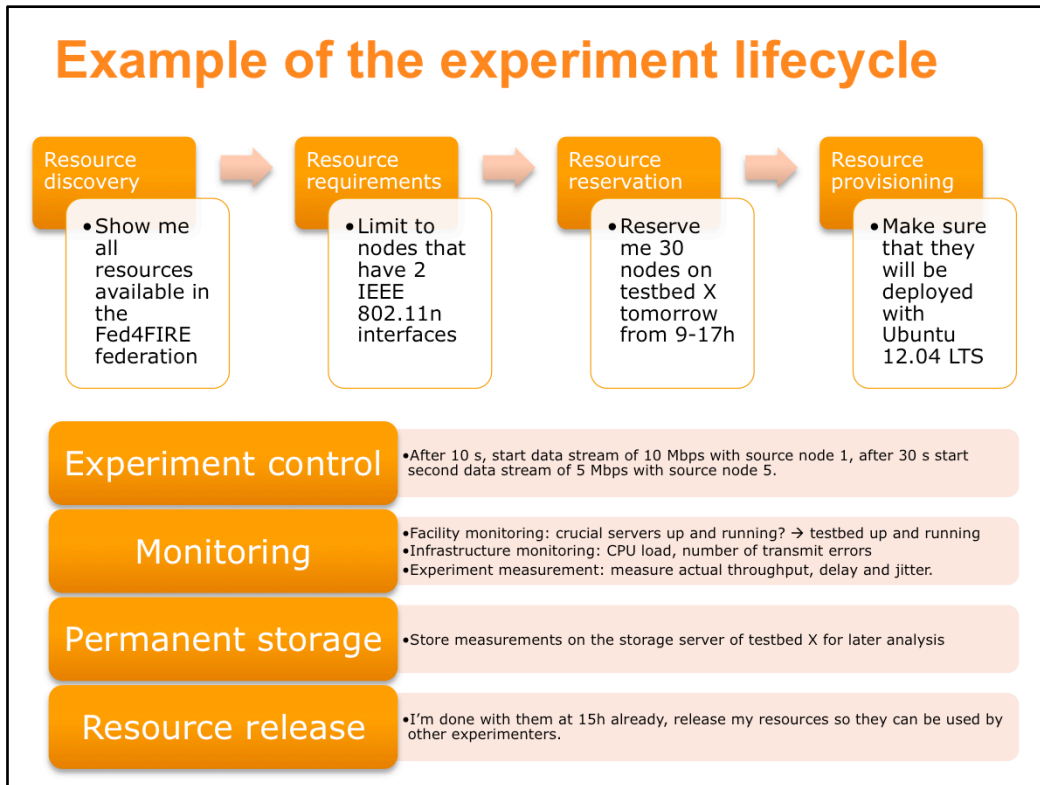 Example of the experiment lifecycle
Resource
discovery
•Show me
all
resources
available in
the
Fed4FIRE
federation
Resource
requirements
•Limit to
nodes that
have 2
IEEE
802.11n
interfaces
Resource
reservation
•Reserve
me 30
nodes on
testbed X
tomorrow
from 9-17h
Resource
provisioning
•Make sure
that they
will be
deployed
with
Ubuntu
12.04 LTS
Experiment control
•After 10 s, start data stream of 10 Mbps with source node 1, after 30 s start
second data stream of 5 Mbps with source node 5.
Monitoring
•Facility monitoring: crucial servers up and running? → testbed up and running
•Infrastructure monitoring: CPU load, number of transmit errors
•Experiment measurement: measure actual throughput, delay and jitter.
Permanent storage
•Store measurements on the storage server of testbed X for later analysis
Resource release
•I’m done with them at 15h already, release my resources so they can be used by
other experimenters.